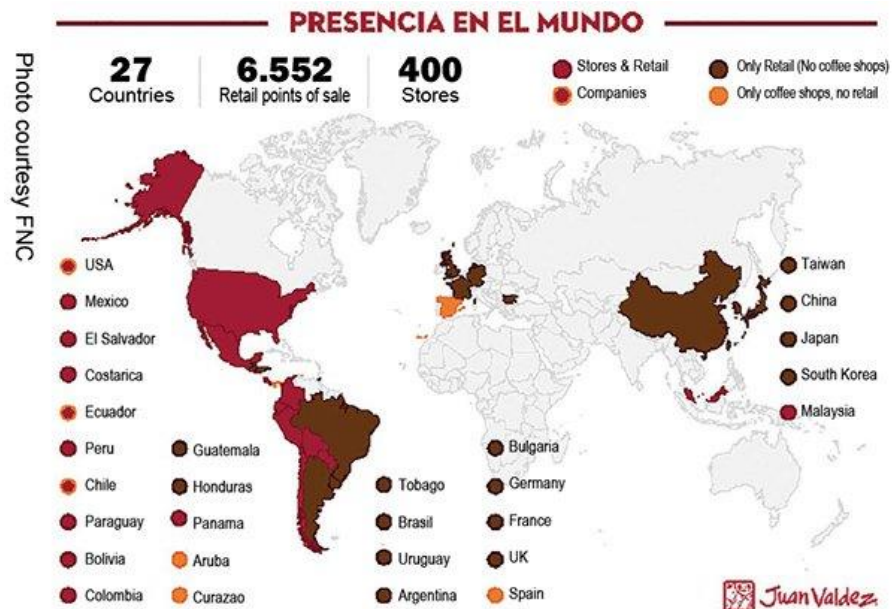 PRESENCIA EN EL MUNDO
Photo courtesy FNC
27
Countries
6.552
Retail points of sale
400
Stores
Stores & Retail
Companies
Only Retail (No coffee shops)
Only coffee shops, no retail
USA
Mexico
El Salvador
Costarica
Ecuador
Peru
Chile
Paraguay
Bolivia
Colombia
Guatemala
Honduras
Panama
Aruba
Curazao
Tobago
Brasil
Uruguay
Argentina
Bulgaria
Germany
France
UK
Spain
Taiwan
China
Japan
South Korea
Malaysia
Juan Valdez